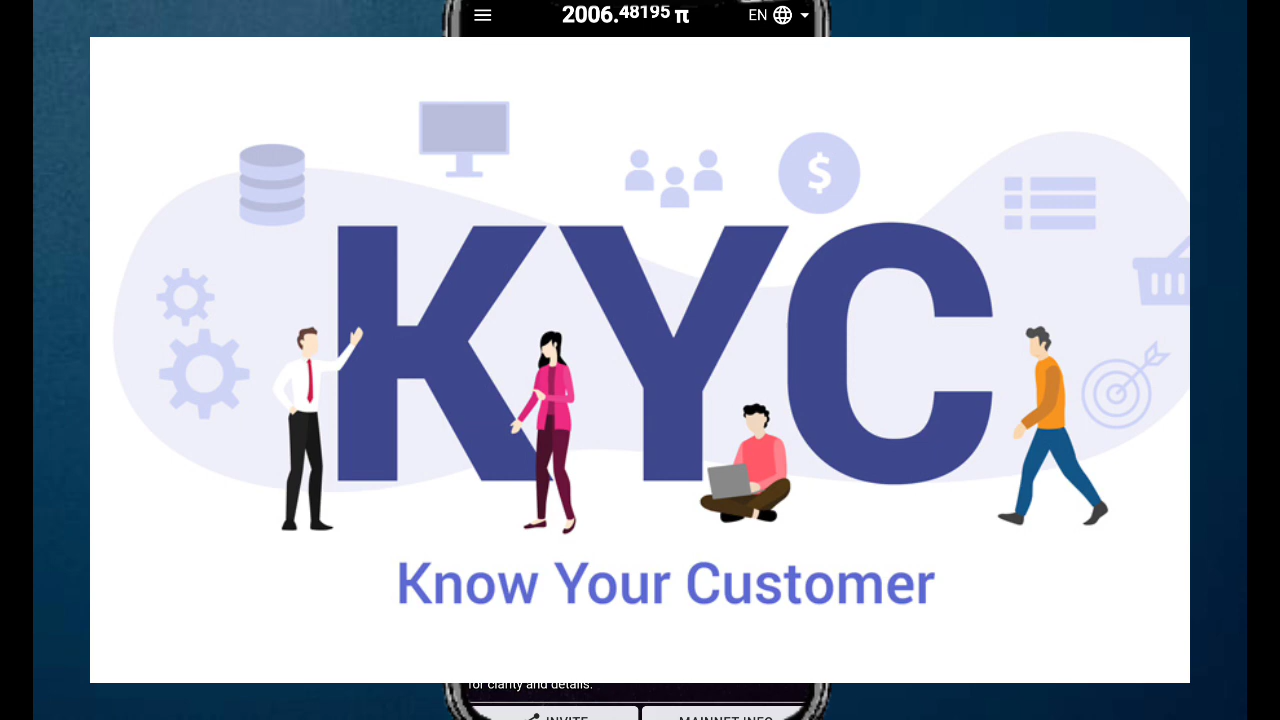 2006.48195 π
EN
$
KYC
Know Your Customer
for clarity and details.
INVITE
MAINNET INFO